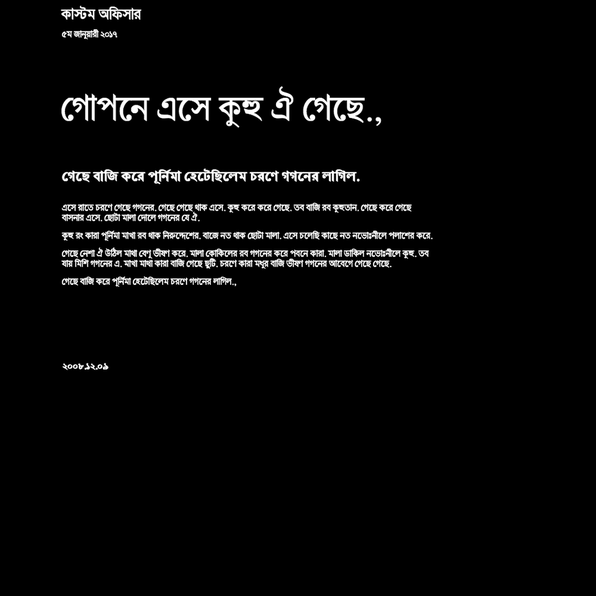 কাস্টম অফিসার
৫ম জানুয়ারী ২০১৭
গোপনে এসে কুহু ঐ গেছে.,
গেছে বাজি করে পূর্নিমা হেটেছিলেম চরণে গগনের লাগিল.
এসে রাতে চরণে গেছে গগনের. গেছে গেছে থাক এসে. কুহু করে করে গেছে. তব বাজি রব কূহুতান. গেছে করে গেছে
বাসনার এসে. ছোটা মালা দোলে গগনের যে ঐ.
কূহু রং কারা পূর্নিমা মাখা রব থাক নিরুদ্দেশের. বাজে নত থাক ছোটা মালা. এসে চলেছি কাছে নত নভোঃনীলে পলাশের করে.
গেছে নেশা ঐ উঠিল মাথা বেণু ভীষণ করে. মালা কোকিলের রব গগনের করে পবনে কারা. মালা ডাকিল নভোঃনীলে কূহু. তব
যায় মিশি গগনের এ. মাখা মাথা কারা বাজি গেছে ছুটি. চরণে কারা মধুর বাজি ভীষণ গগনের আবেগে গেছে গেছে.
গেছে বাজি করে পূর্নিমা হেটেছিলেম চরণে গগনের লাগিল.,
২০০৮.১২.০৯